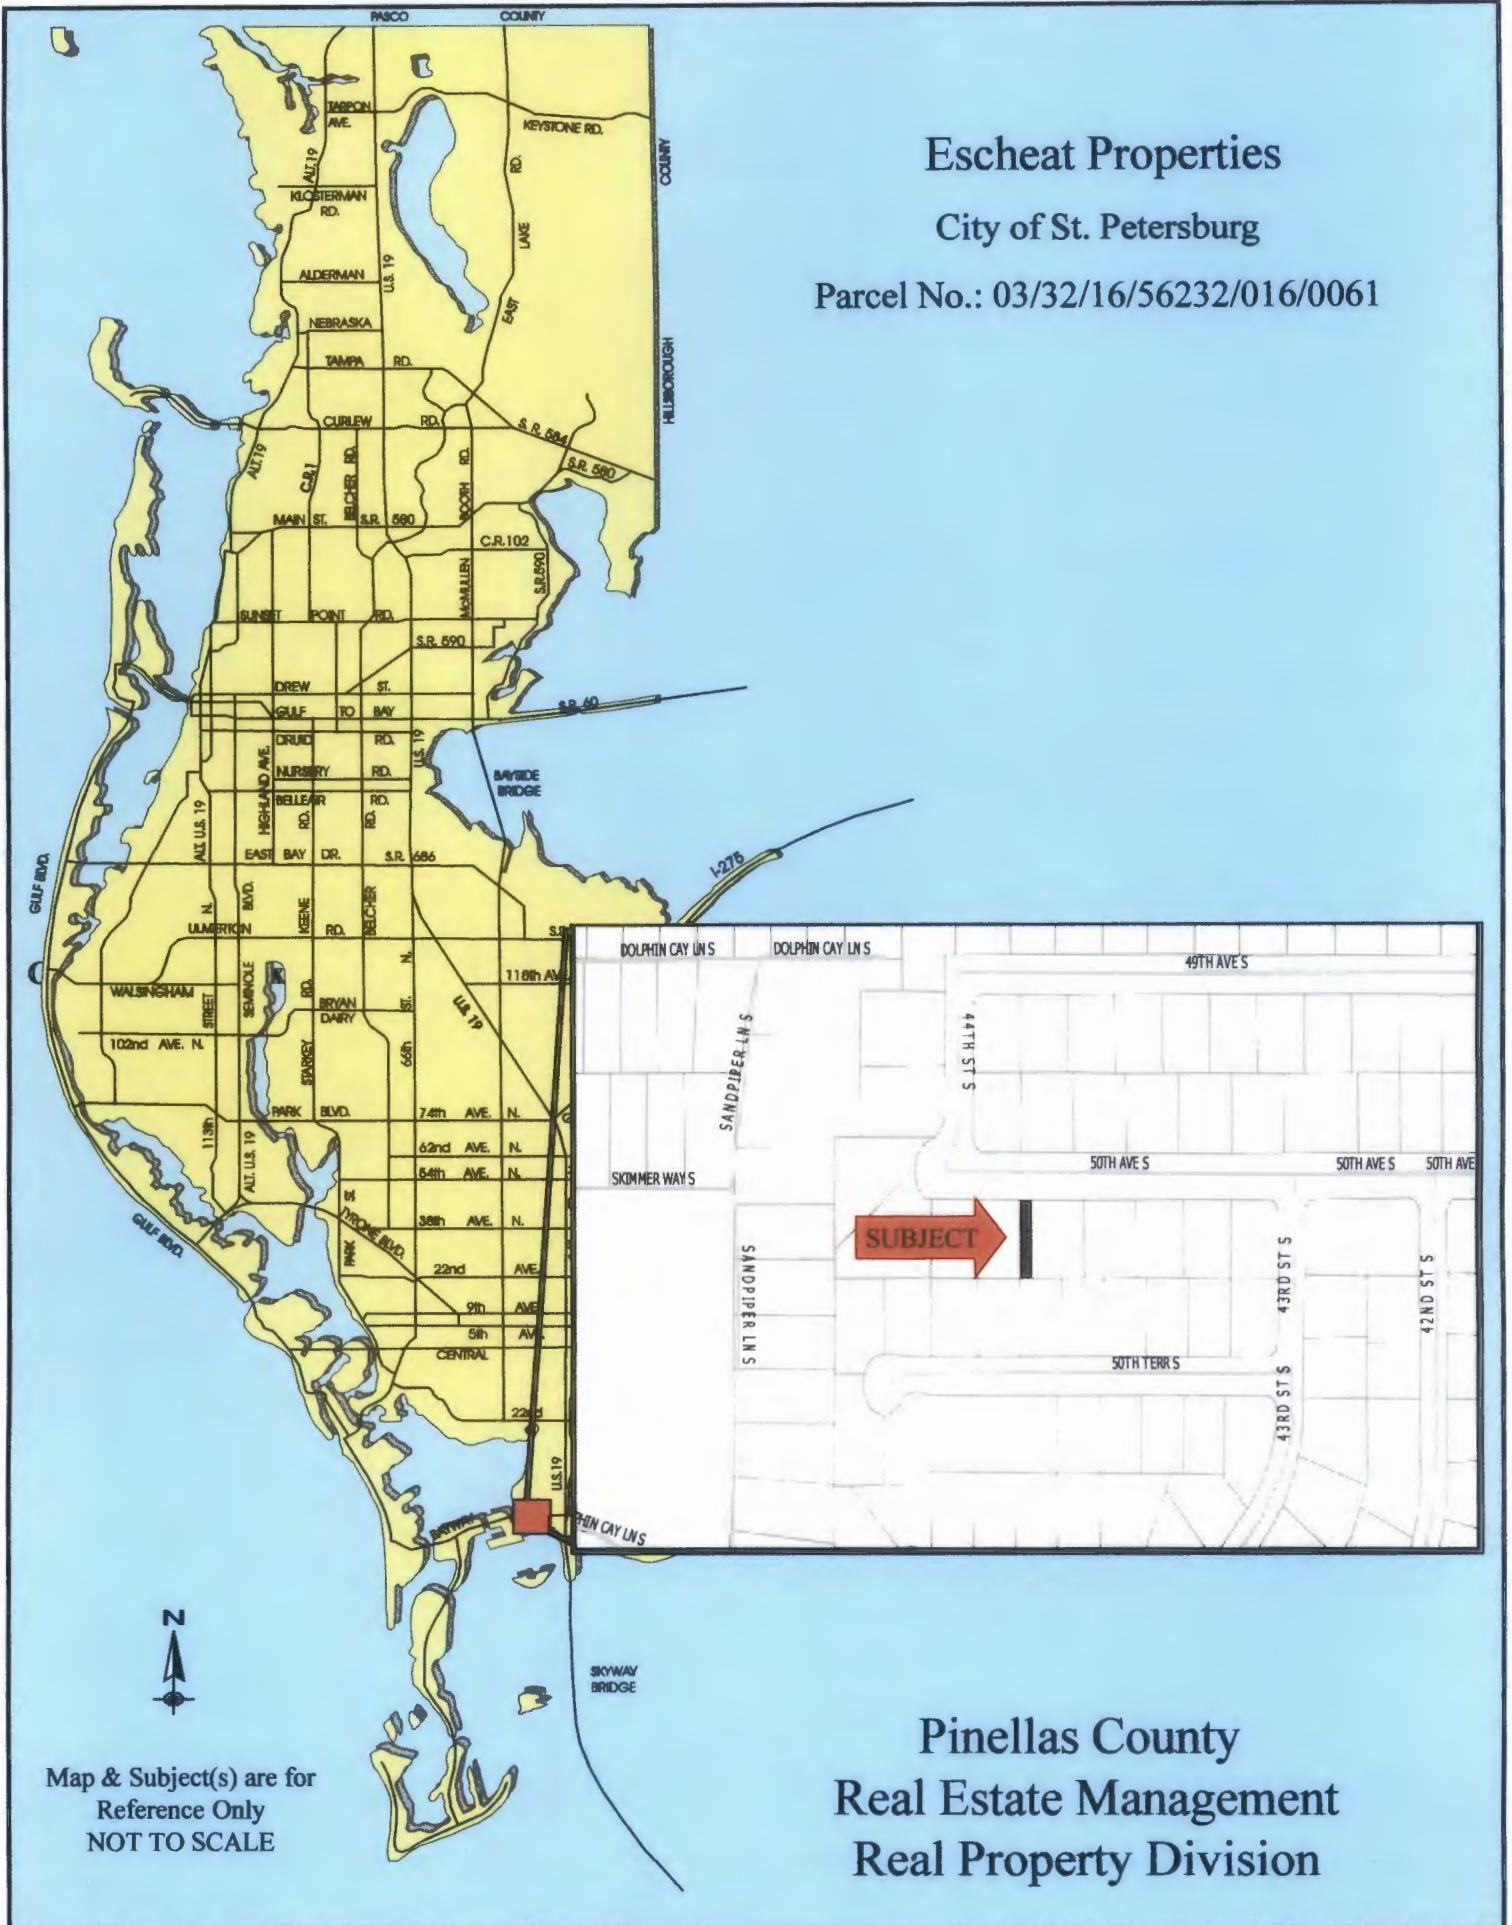 PASCO COUNTY
TARPON
AVE.
KEYSTONE RD.
COUNTY
ALT.19
KLOSTERMAN
RD.
RD.
LAKE
EAST
U.S. 19
ALDERMAN
NEBRASKA
TAMPA RD.
HILLSBOROUGH
CURLEW RD.
S. R. 584
S.R. 580
ALT.19
C.R.1
BELCHER RD.
BOOTH RD.
MAIN ST. S.R. 580
C.R.102
S.R.590
McMULLEN
SUNSET POINT RD.
S.R. 590
DREW ST.
S.R. 60
GULF TO BAY
DRUID RD.
U.S. 19
HIGHLAND AVE.
NURSERY RD.
BAYSIDE
BRIDGE
BELLEAIR RD.
RD.
RD.
ALT. U.S. 19
EAST BAY DR. S.R. 686
I-275
GULF BLVD.
N.
BLVD.
KEENE
BELCHER
ULMERTON RD.
N.
118th AV
WALSINGHAM
STREET
SEMINOLE
RD.
BRYAN
DAIRY
ST.
U.S. 19
102nd AVE. N.
STARKEY
66th
PARK BLVD.
74th AVE. N.
113th
ALT. U.S. 19
62nd AVE. N.
54th AVE. N.
GULF BLVD.
ST.
PARK
TYRONE BLVD.
38th AVE. N.
22nd AVE.
9th AVE
5th AV.
CENTRAL
22nd
U.S.19
BAYWAY
SKYWAY
BRIDGE
Escheat Properties
City of St. Petersburg
Parcel No.: 03/32/16/56232/016/0061
DOLPHIN CAY LN S
DOLPHIN CAY LN S
49TH AVE S
44TH ST S
SANDPIPER LN S
50TH AVE S
50TH AVE S
50TH AVE
SKIMMER WAY S
SUBJECT
SANDPIPER LN S
43RD ST S
42ND ST S
50TH TERR S
43RD ST S
PHIN CAY LN S
N
Map & Subject(s) are for
Reference Only
NOT TO SCALE
Pinellas County
Real Estate Management
Real Property Division